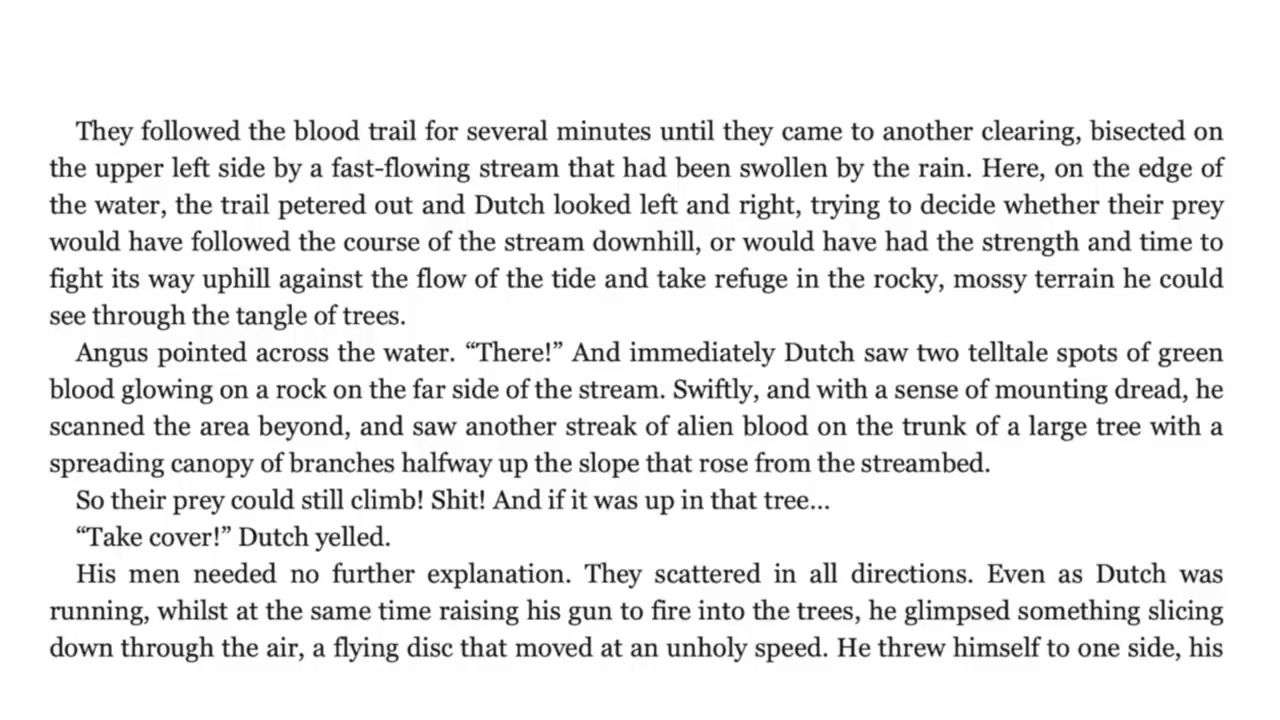 They followed the blood trail for several minutes until they came to another clearing, bisected on
the upper left side by a fast-flowing stream that had been swollen by the rain. Here, on the edge of
the water, the trail petered out and Dutch looked left and right, trying to decide whether their prey
would have followed the course of the stream downhill, or would have had the strength and time to
fight its way uphill against the flow of the tide and take refuge in the rocky, mossy terrain he could
see through the tangle of trees.
Angus pointed across the water. “There!” And immediately Dutch saw two telltale spots of green
blood glowing on a rock on the far side of the stream. Swiftly, and with a sense of mounting dread, he
scanned the area beyond, and saw another streak of alien blood on the trunk of a large tree with a
spreading canopy of branches halfway up the slope that rose from the streambed.
So their prey could still climb! Shit! And if it was up in that tree…
“Take cover!” Dutch yelled.
His men needed no further explanation. They scattered in all directions. Even as Dutch was
running, whilst at the same time raising his gun to fire into the trees, he glimpsed something slicing
down through the air, a flying disc that moved at an unholy speed. He threw himself to one side, his